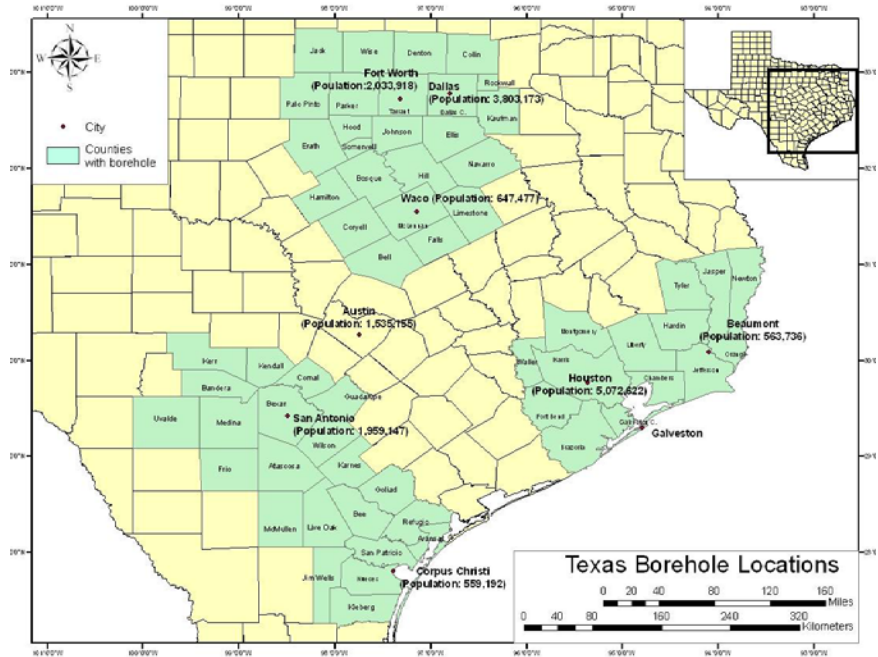 N
W
E
S
City
Counties
with borehole
Jack
Wise
Denton
Collin
Fort Worth
(Poulation:2,033,918)
Dallas
(Population: 3,803,173)
Rockwall
Palo Pinto
Parker
Tarrant
Dallas C.
Kaufman
Hood
Johnson
Ellis
Erath
Somervell
Bosque
Hill
Navarro
Hamilton
Waco (Population: 647,477)
Limestone
Coryell
McLennan
Falls
Bell
Jasper
Newton
Tyler
Austin
(Population: 1,535,155)
Hardin
Beaumont
(Population: 563,736)
Montgomery
Liberty
Orange
Kerr
Kendall
Waller
Harris
Jefferson
Comal
Chambers
Bandera
Houston
(Population: 5,072,622)
Guadalupe
Bexar
Uvalde
Medina
San Antonio
(Population: 1,959,147)
Fort Bend
Galveston C.
Galveston
Wilson
Brazoria
Frio
Atascosa
Karnes
Goliad
McMullen
Live Oak
Bee
Refugio
Aransas
San Patricio
Jim Wells
Nueces
Corpus Christi
(Population: 559,192)
Kleberg
Texas Borehole Locations
0 20 40 80 120 160
Miles
0 40 80 160 240 320
Kilometers